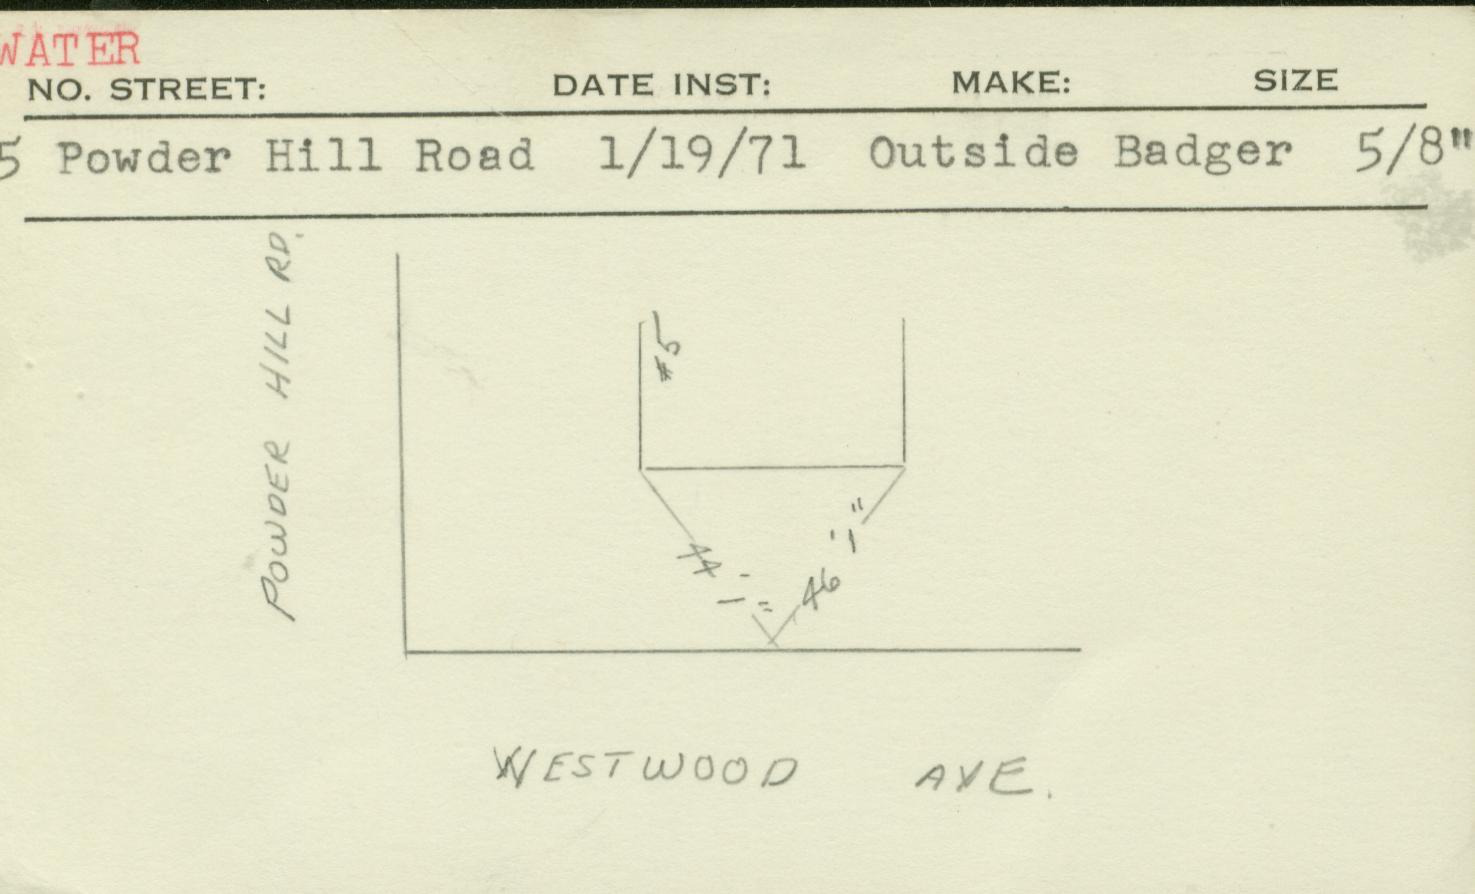 WATER
NO. STREET: DATE INST: MAKE: SIZE
5 Powder Hill Road 1/19/71 Outside Badger 5/8"
POWDER HILL RD.
#5
46' 1"
WESTWOOD AVE.